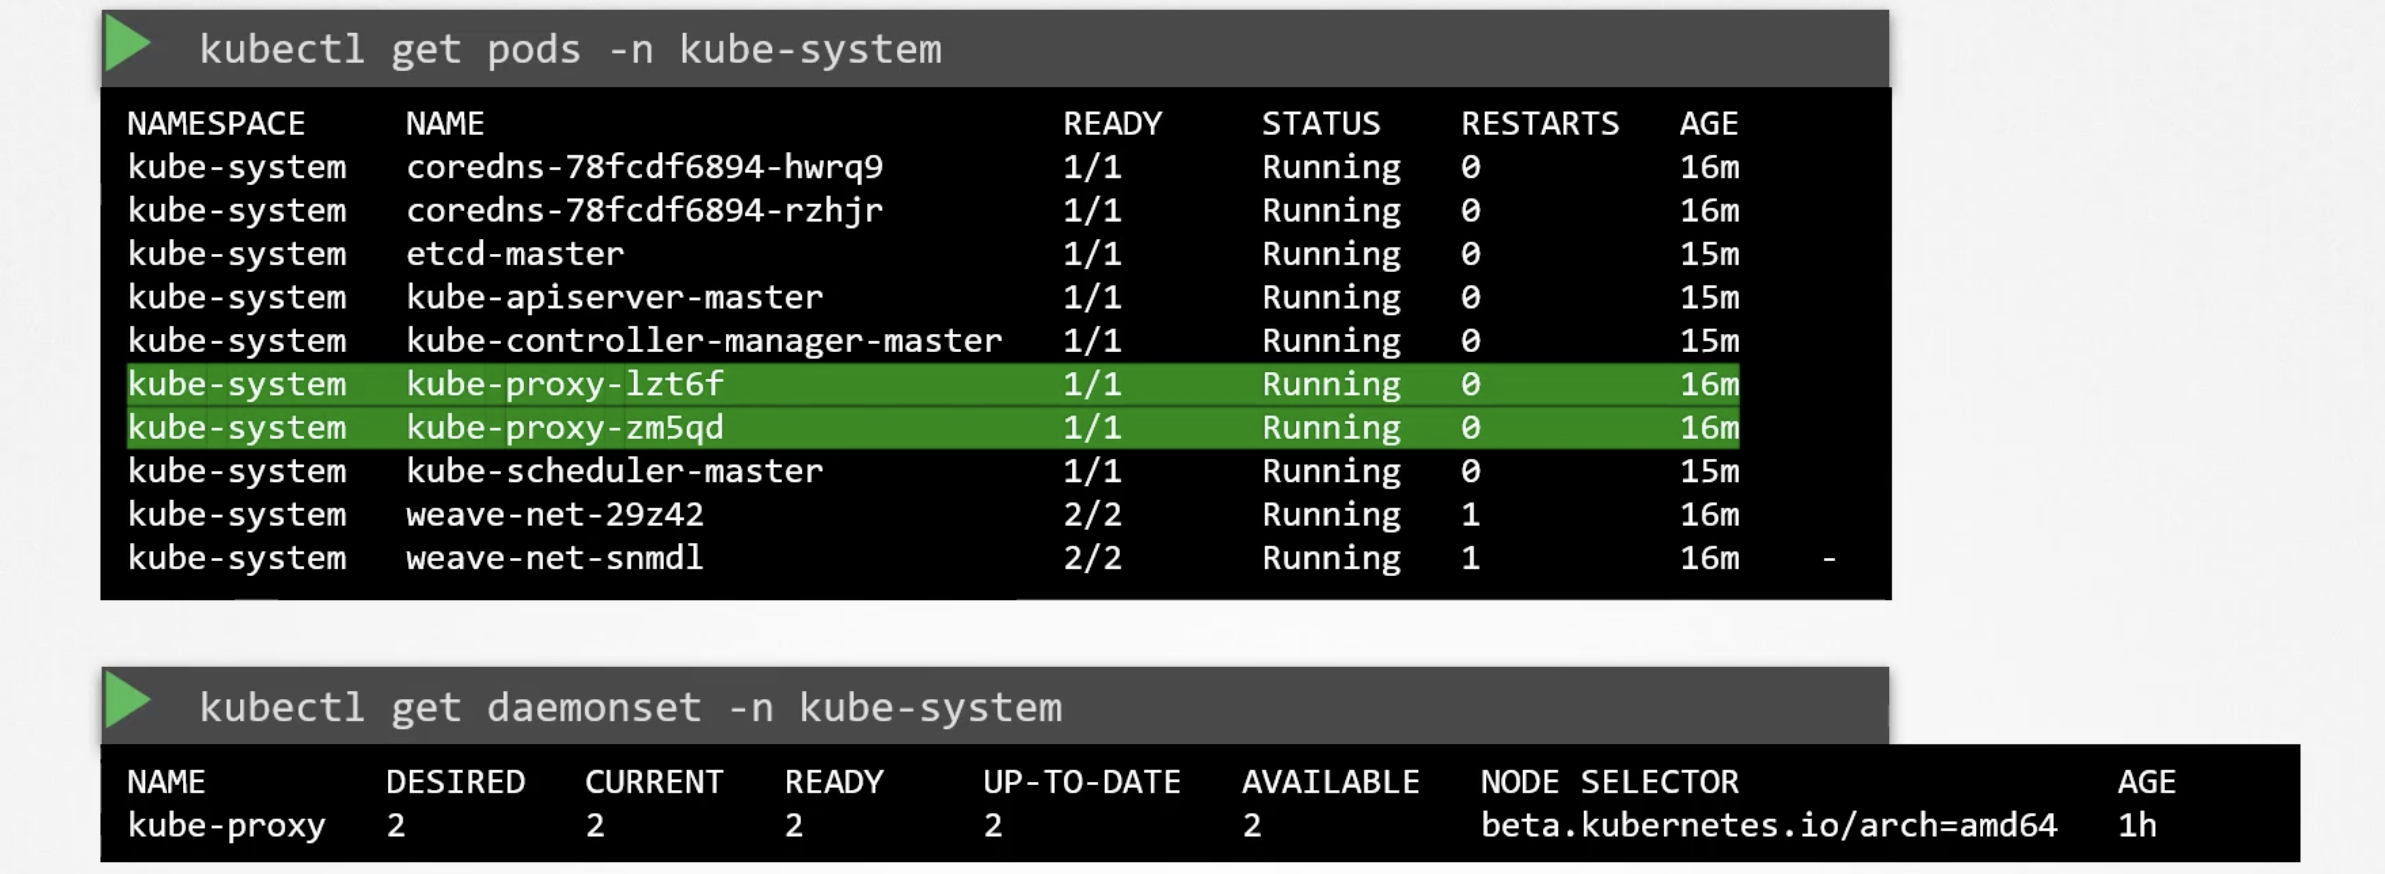 kubectl get pods -n kube-system
NAMESPACE NAME READY STATUS RESTARTS AGE
kube-system coredns-78fcdf6894-hwrq9 1/1 Running 0 16m
kube-system coredns-78fcdf6894-rzhjr 1/1 Running 0 16m
kube-system etcd-master 1/1 Running 0 15m
kube-system kube-apiserver-master 1/1 Running 0 15m
kube-system kube-controller-manager-master 1/1 Running 0 15m
kube-system kube-proxy-lzt6f 1/1 Running 0 16m
kube-system kube-proxy-zm5qd 1/1 Running 0 16m
kube-system kube-scheduler-master 1/1 Running 0 15m
kube-system weave-net-29z42 2/2 Running 1 16m
kube-system weave-net-snmdl 2/2 Running 1 16m -
kubectl get daemonset -n kube-system
NAME DESIRED CURRENT READY UP-TO-DATE AVAILABLE NODE SELECTOR AGE
kube-proxy 2 2 2 2 2 beta.kubernetes.io/arch=amd64 1h